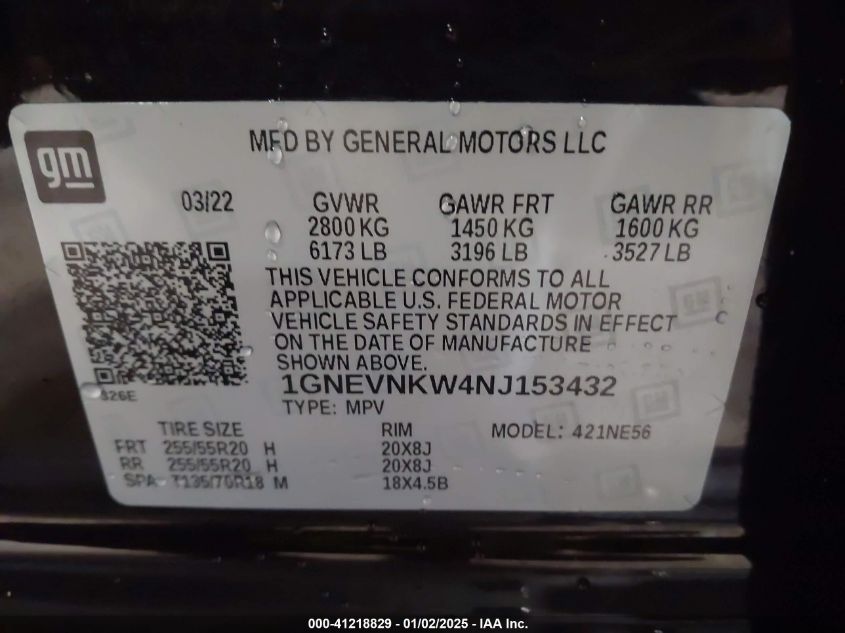 gm
MFD BY GENERAL MOTORS LLC
03/22 GVWR GAWR FRT GAWR RR
2800 KG 1450 KG 1600 KG
6173 LB 3196 LB 3527 LB
THIS VEHICLE CONFORMS TO ALL
APPLICABLE U.S. FEDERAL MOTOR
VEHICLE SAFETY STANDARDS IN EFFECT
ON THE DATE OF MANUFACTURE
SHOWN ABOVE.
1GNEVNKW4NJ153432
326E
TYPE: MPV
TIRE SIZE RIM MODEL: 421NE56
FRT 255/55R20 H 20X8J
RR 255/55R20 H 20X8J
SPA T135/70R18 M 18X4.5B
000-41218829 - 01/02/2025 - IAA Inc.